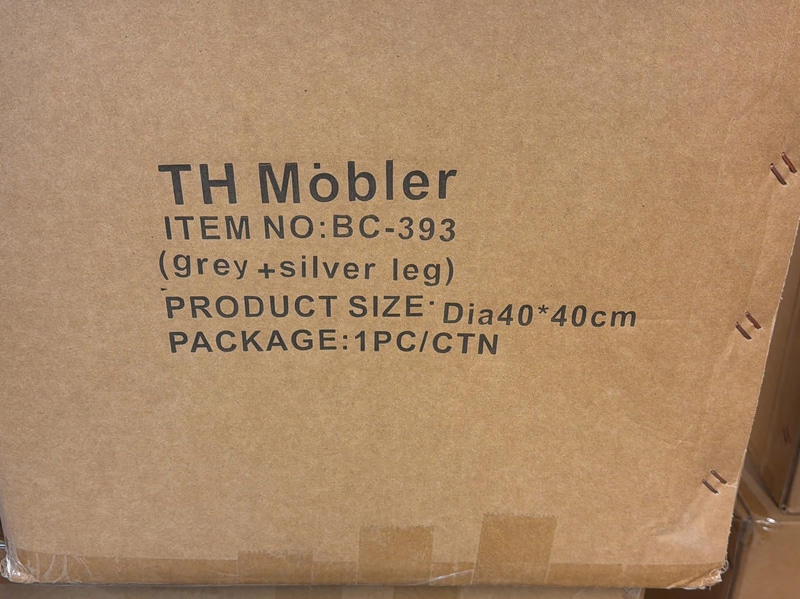 TH Möbler
ITEM NO:BC-393
(grey+silver leg)
PRODUCT SIZE: Dia40*40cm
PACKAGE:1PC/CTN